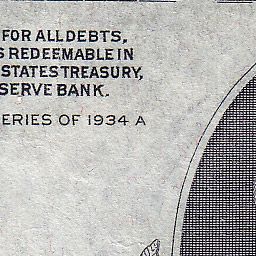 FOR ALL DEBTS,
REDEEMABLE IN
STATES TREASURY,
SERVE BANK.
ERIES OF 1934 A